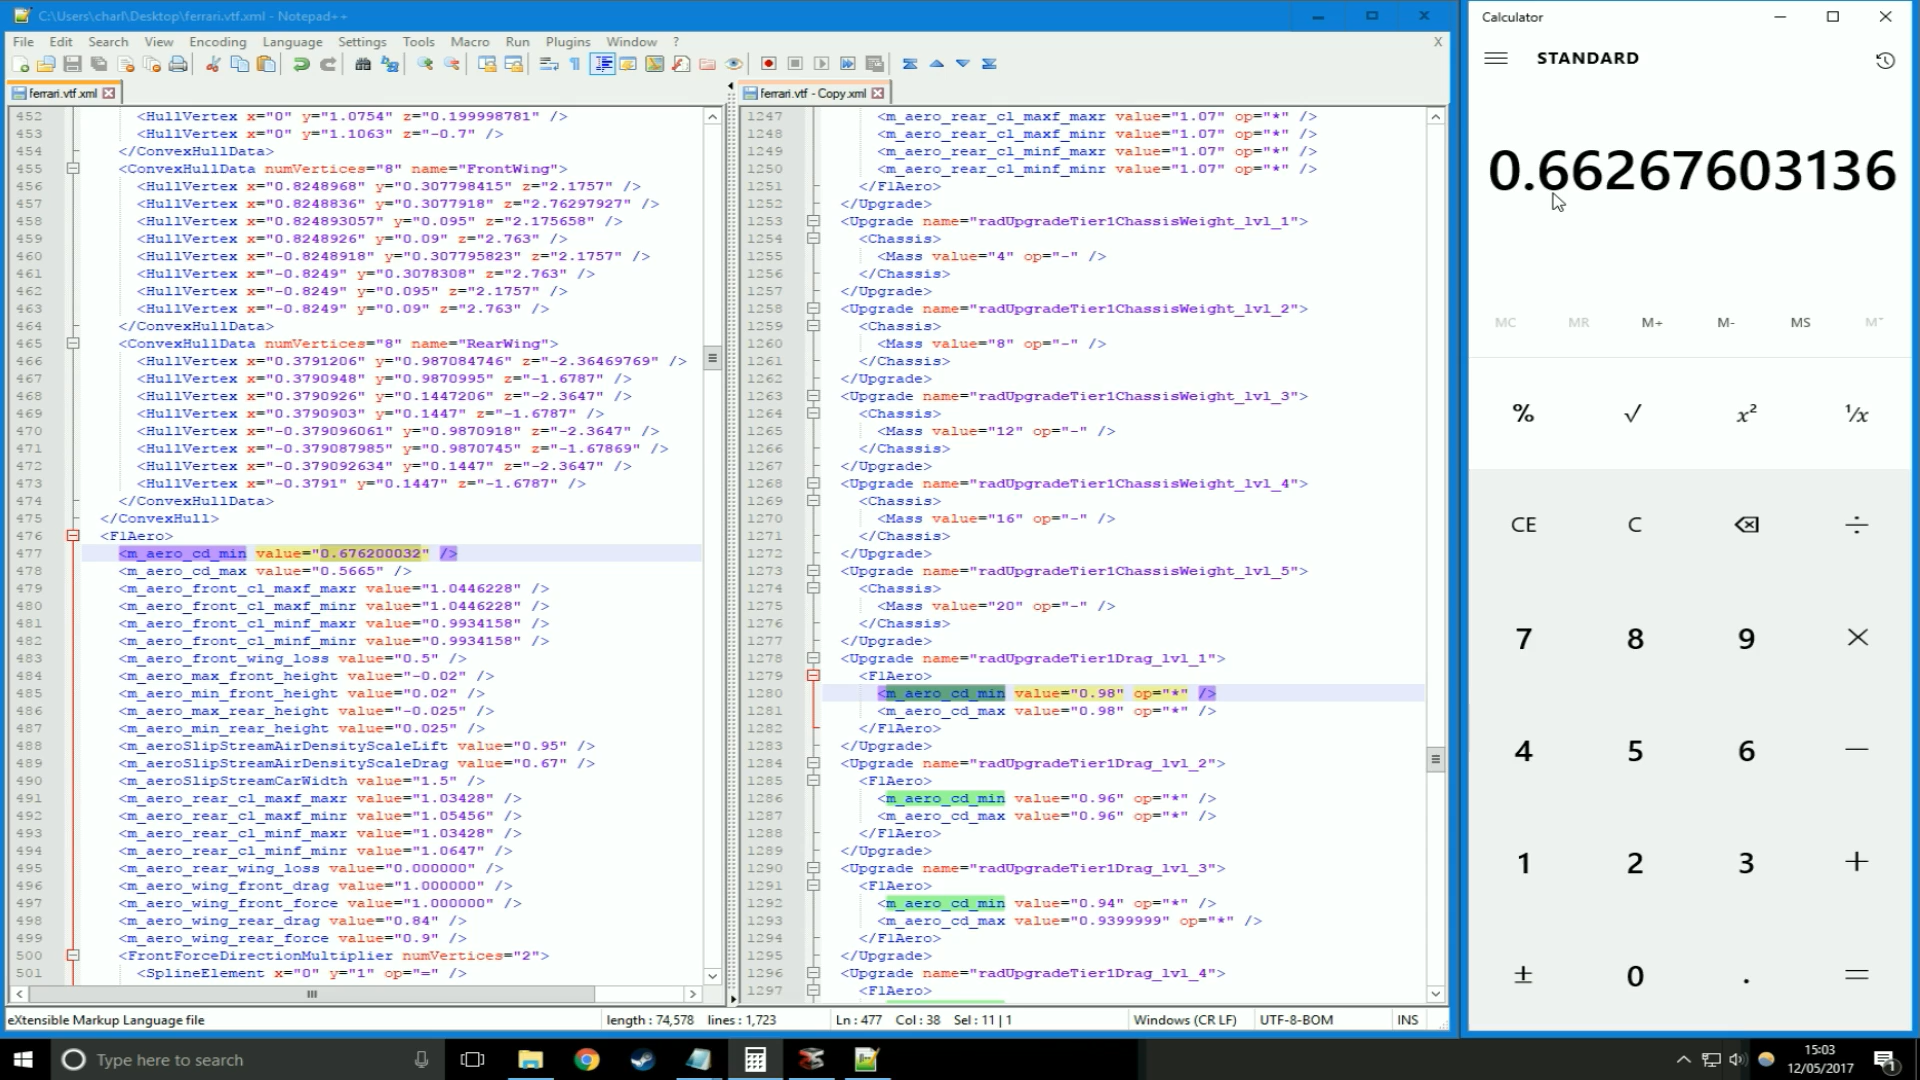 C:\Users\charl\Desktop\ferrari.vtf.xml - Notepad++
File Edit Search View Encoding Language Settings Tools Macro Run Plugins Window ? X
ferrari.vtf.xml
452 <HullVertex x="0" y="1.0754" z="0.199998781" />
453 <HullVertex x="0" y="1.1063" z="-0.7" />
454 </ConvexHullData>
455 <ConvexHullData numVertices="8" name="FrontWing">
456 <HullVertex x="0.8248968" y="0.307798415" z="2.1757" />
457 <HullVertex x="0.8248836" y="0.3077918" z="2.76297927" />
458 <HullVertex x="0.824893057" y="0.095" z="2.175658" />
459 <HullVertex x="0.8248926" y="0.09" z="2.763" />
460 <HullVertex x="-0.8248918" y="0.307795823" z="2.1757" />
461 <HullVertex x="-0.8249" y="0.3078308" z="2.763" />
462 <HullVertex x="-0.8249" y="0.095" z="2.1757" />
463 <HullVertex x="-0.8249" y="0.09" z="2.763" />
464 </ConvexHullData>
465 <ConvexHullData numVertices="8" name="RearWing">
466 <HullVertex x="0.3791206" y="0.987084746" z="-2.36469769" />
467 <HullVertex x="0.3790948" y="0.9870995" z="-1.6787" />
468 <HullVertex x="0.3790926" y="0.1447206" z="-2.3647" />
469 <HullVertex x="0.3790903" y="0.1447" z="-1.6787" />
470 <HullVertex x="-0.379096061" y="0.9870918" z="-2.3647" />
471 <HullVertex x="-0.379087985" y="0.9870745" z="-1.67869" />
472 <HullVertex x="-0.379092634" y="0.1447" z="-2.3647" />
473 <HullVertex x="-0.3791" y="0.1447" z="-1.6787" />
474 </ConvexHullData>
475 </ConvexHull>
476 <F1Aero>
477 <m_aero_cd_min value="0.676200032" />
478 <m_aero_cd_max value="0.5665" />
479 <m_aero_front_cl_maxf_maxr value="1.0446228" />
480 <m_aero_front_cl_maxf_minr value="1.0446228" />
481 <m_aero_front_cl_minf_maxr value="0.9934158" />
482 <m_aero_front_cl_minf_minr value="0.9934158" />
483 <m_aero_front_wing_loss value="0.5" />
484 <m_aero_max_front_height value="-0.02" />
485 <m_aero_min_front_height value="0.02" />
486 <m_aero_max_rear_height value="-0.025" />
487 <m_aero_min_rear_height value="0.025" />
488 <m_aeroSlipStreamAirDensityScaleLift value="0.95" />
489 <m_aeroSlipStreamAirDensityScaleDrag value="0.67" />
490 <m_aeroSlipStreamCarWidth value="1.5" />
491 <m_aero_rear_cl_maxf_maxr value="1.03428" />
492 <m_aero_rear_cl_maxf_minr value="1.05456" />
493 <m_aero_rear_cl_minf_maxr value="1.03428" />
494 <m_aero_rear_cl_minf_minr value="1.0647" />
495 <m_aero_rear_wing_loss value="0.000000" />
496 <m_aero_wing_front_drag value="1.000000" />
497 <m_aero_wing_front_force value="1.000000" />
498 <m_aero_wing_rear_drag value="0.84" />
499 <m_aero_wing_rear_force value="0.9" />
500 <FrontForceDirectionMultiplier numVertices="2">
501 <SplineElement x="0" y="1" op="=" />
ferrari.vtf - Copy.xml
1247 <m_aero_rear_cl_maxf_maxr value="1.07" op="*" />
1248 <m_aero_rear_cl_maxf_minr value="1.07" op="*" />
1249 <m_aero_rear_cl_minf_maxr value="1.07" op="*" />
1250 <m_aero_rear_cl_minf_minr value="1.07" op="*" />
1251 </F1Aero>
1252 </Upgrade>
1253 <Upgrade name="radUpgradeTier1ChassisWeight_lvl_1">
1254 <Chassis>
1255 <Mass value="4" op="-" />
1256 </Chassis>
1257 </Upgrade>
1258 <Upgrade name="radUpgradeTier1ChassisWeight_lvl_2">
1259 <Chassis>
1260 <Mass value="8" op="-" />
1261 </Chassis>
1262 </Upgrade>
1263 <Upgrade name="radUpgradeTier1ChassisWeight_lvl_3">
1264 <Chassis>
1265 <Mass value="12" op="-" />
1266 </Chassis>
1267 </Upgrade>
1268 <Upgrade name="radUpgradeTier1ChassisWeight_lvl_4">
1269 <Chassis>
1270 <Mass value="16" op="-" />
1271 </Chassis>
1272 </Upgrade>
1273 <Upgrade name="radUpgradeTier1ChassisWeight_lvl_5">
1274 <Chassis>
1275 <Mass value="20" op="-" />
1276 </Chassis>
1277 </Upgrade>
1278 <Upgrade name="radUpgradeTier1Drag_lvl_1">
1279 <F1Aero>
1280 <m_aero_cd_min value="0.98" op="*" />
1281 <m_aero_cd_max value="0.98" op="*" />
1282 </F1Aero>
1283 </Upgrade>
1284 <Upgrade name="radUpgradeTier1Drag_lvl_2">
1285 <F1Aero>
1286 <m_aero_cd_min value="0.96" op="*" />
1287 <m_aero_cd_max value="0.96" op="*" />
1288 </F1Aero>
1289 </Upgrade>
1290 <Upgrade name="radUpgradeTier1Drag_lvl_3">
1291 <F1Aero>
1292 <m_aero_cd_min value="0.94" op="*" />
1293 <m_aero_cd_max value="0.9399999" op="*" />
1294 </F1Aero>
1295 </Upgrade>
1296 <Upgrade name="radUpgradeTier1Drag_lvl_4">
1297 <F1Aero>
eXtensible Markup Language file length : 74,578 lines : 1,723 Ln : 477 Col : 38 Sel : 11 | 1 Windows (CR LF) UTF-8-BOM INS
Calculator
STANDARD
0.66267603136
MC MR M+ M- MS M˅
% √ x² ¹/x
CE C ⌫ ÷
7 8 9 ×
4 5 6 −
1 2 3 +
± 0 . =
Type here to search
15:03
12/05/2017
1